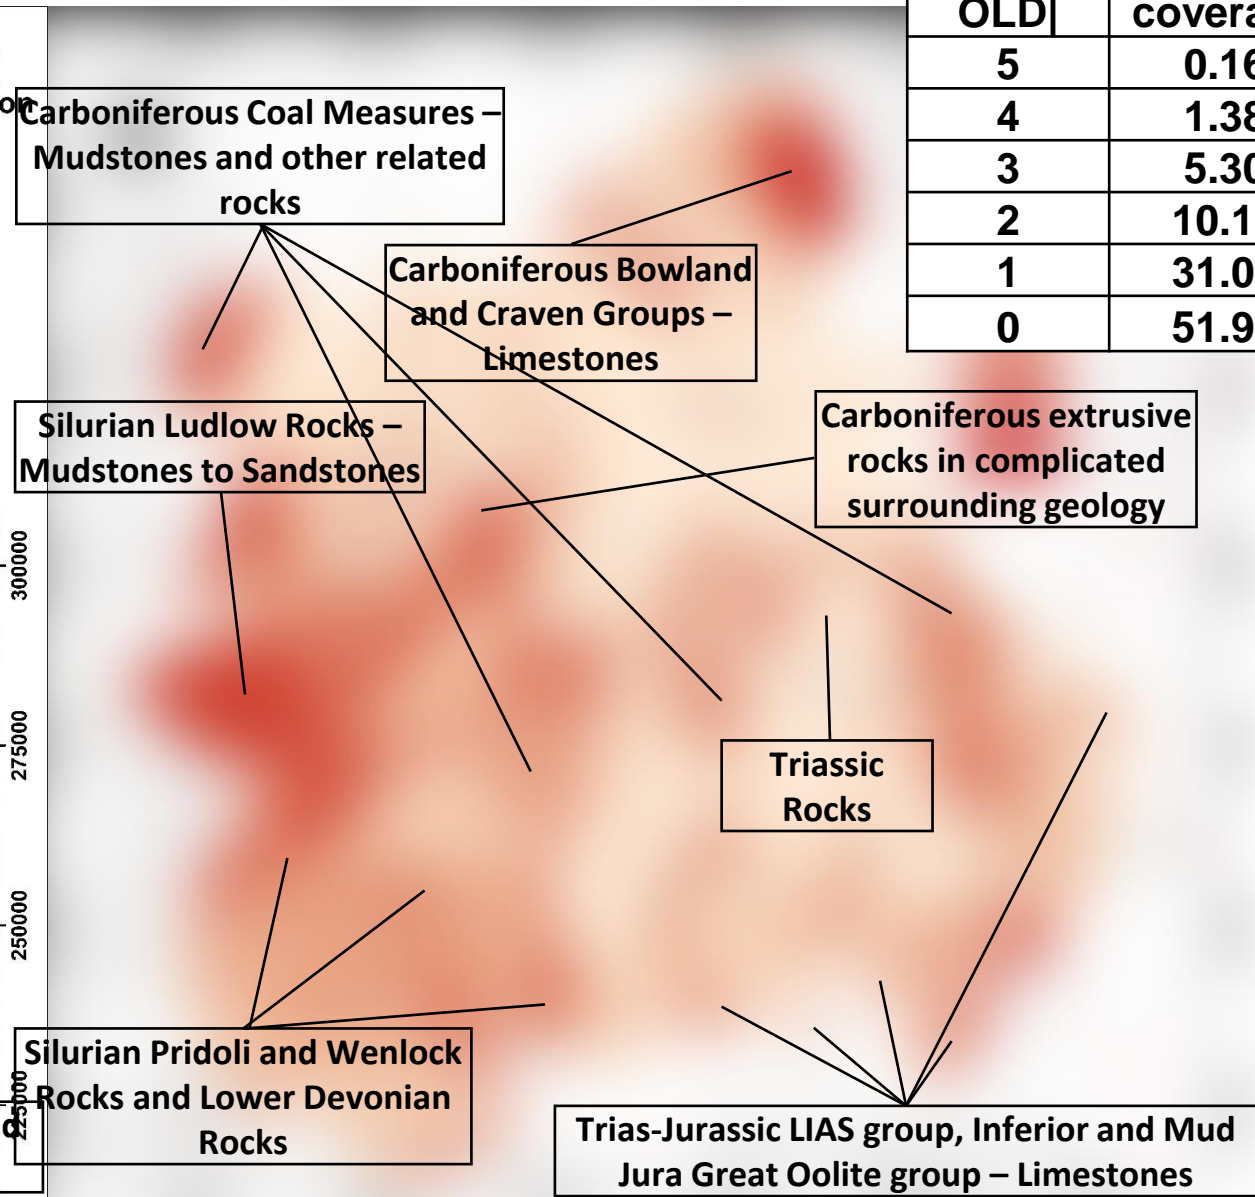 OLD covera
5 0.16
4 1.38
3 5.30
2 10.1
1 31.0
0 51.9
on
Carboniferous Coal Measures –
Mudstones and other related
rocks
Carboniferous Bowland
and Craven Groups –
Limestones
Silurian Ludlow Rocks –
Mudstones to Sandstones
Carboniferous extrusive
rocks in complicated
surrounding geology
300000
275000
Triassic
Rocks
250000
225000
Silurian Pridoli and Wenlock
Rocks and Lower Devonian
Rocks
d
Trias-Jurassic LIAS group, Inferior and Mud
Jura Great Oolite group – Limestones